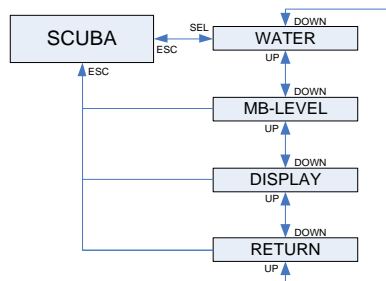 DOWN
SCUBA
SEL
ESC
WATER
UP
ESC
DOWN
MB-LEVEL
UP
DOWN
DISPLAY
UP
DOWN
RETURN
UP